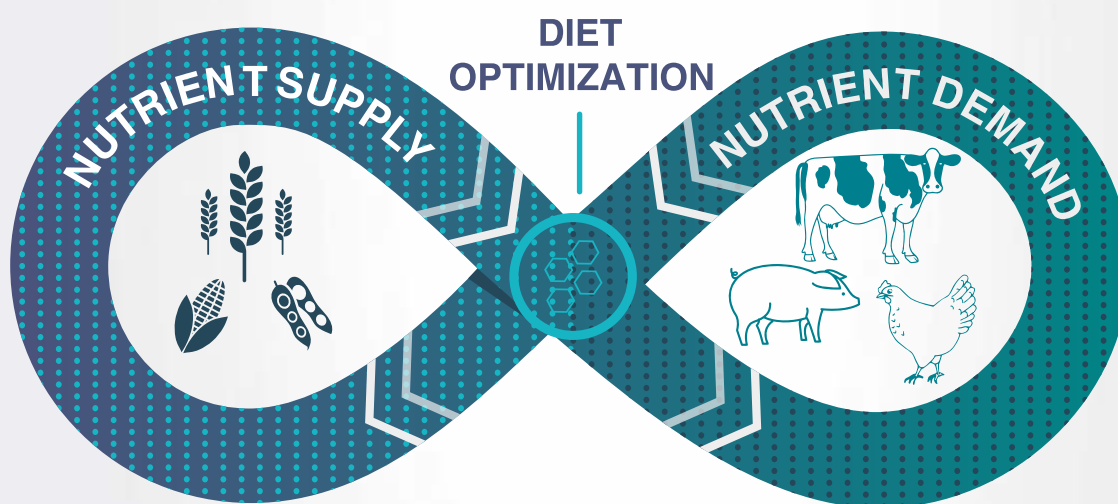 DIET
OPTIMIZATION
NUTRIENT SUPPLY
NUTRIENT DEMAND